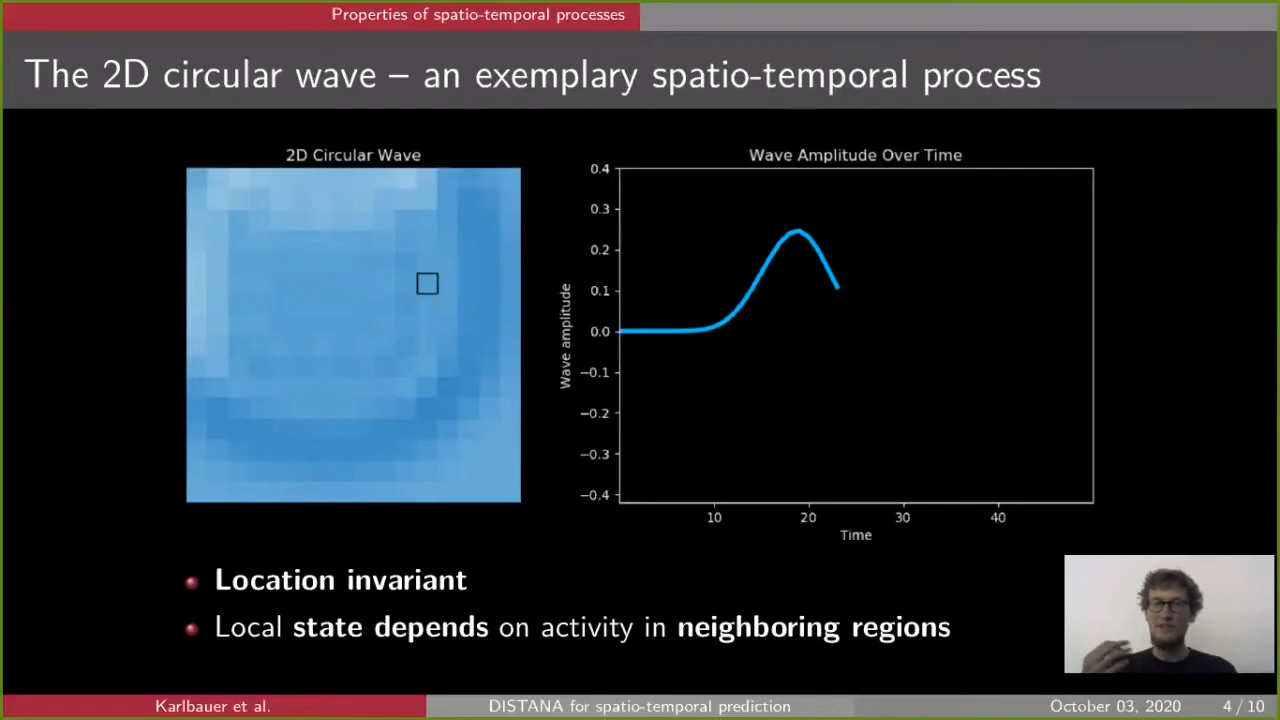 Properties of spatio-temporal processes
The 2D circular wave – an exemplary spatio-temporal process
2D Circular Wave
Wave Amplitude Over Time
0.4
0.3
0.2
0.1
0.0
−0.1
−0.2
−0.3
−0.4
Wave amplitude
10 20 30 40
Time
Location invariant
Local state depends on activity in neighboring regions
Karlbauer et al. DISTANA for spatio-temporal prediction October 03, 2020 4 / 10